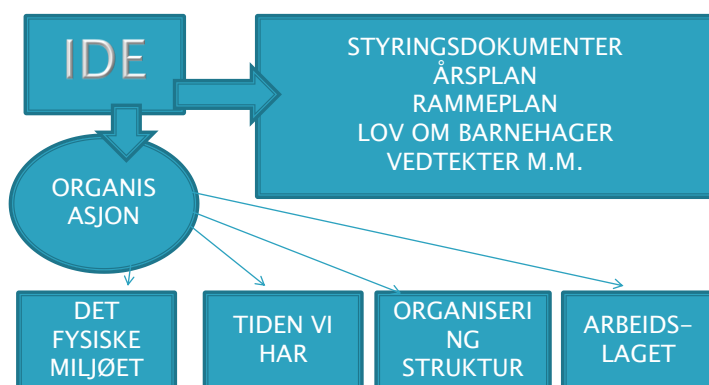 IDE
STYRINGSDOKUMENTER
ÅRSPLAN
RAMMEPLAN
LOV OM BARNEHAGER
VEDTEKTER M.M.
ORGANIS
ASJON
DET
FYSISKE
MILJØET
TIDEN VI
HAR
ORGANISERI
NG
STRUKTUR
ARBEIDS-
LAGET